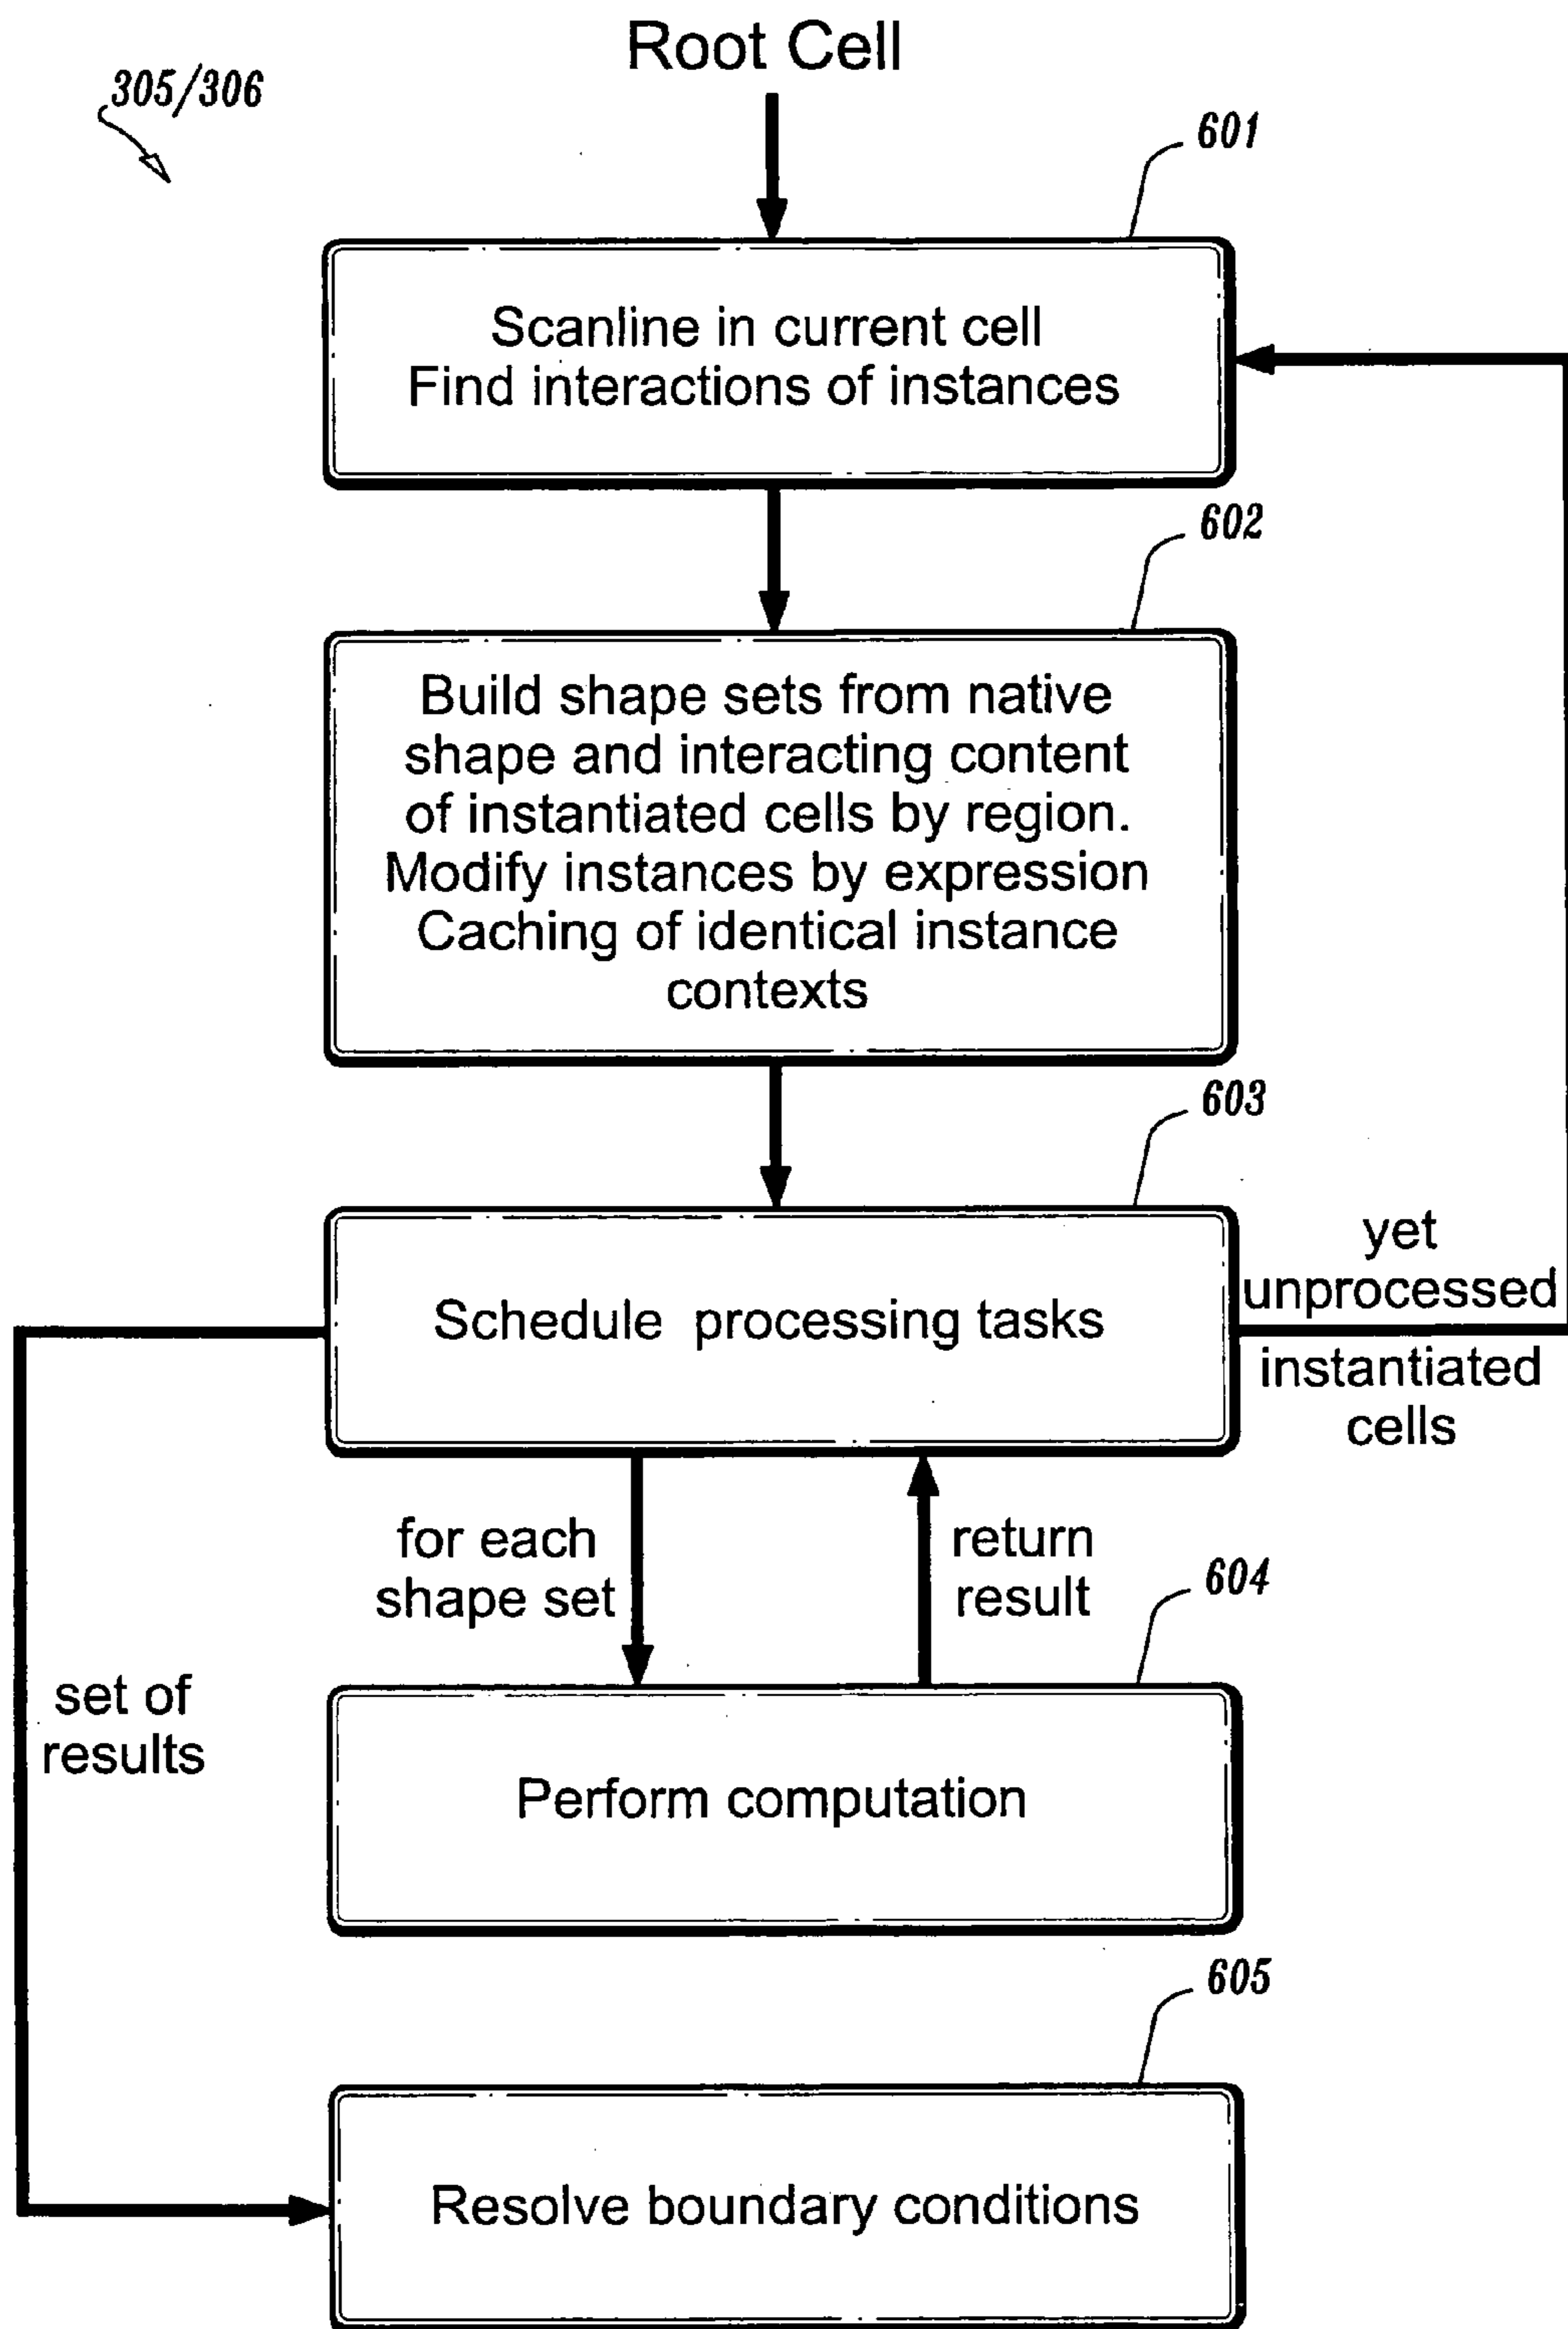 Root Cell
305/306
601
Scanline in current cell
Find interactions of instances
602
Build shape sets from native
shape and interacting content
of instantiated cells by region.
Modify instances by expression
Caching of identical instance
contexts
603
Schedule processing tasks
yet
unprocessed
instantiated
cells
for each
shape set
return
result
604
set of
results
Perform computation
605
Resolve boundary conditions